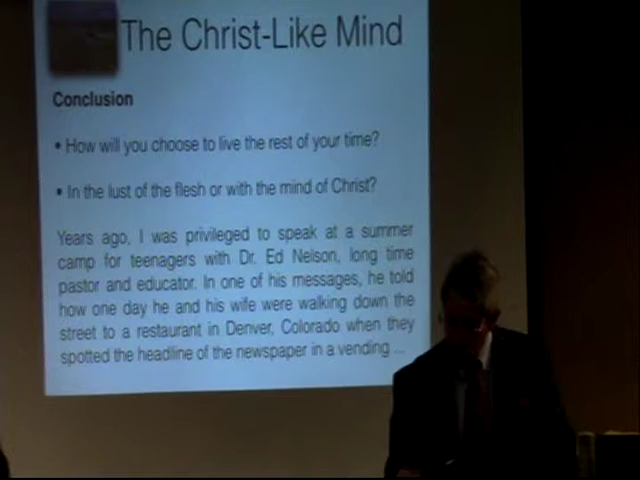 The Christ-Like Mind
Conclusion
• How will you choose to live the rest of your time?
• In the lust of the flesh or with the mind of Christ?
Years ago, I was privileged to speak at a summer
camp for teenagers with Dr. Ed Nelson, long time
pastor and educator. In one of his messages, he told
how one day he and his wife were walking down the
street to a restaurant in Denver, Colorado when they
spotted the headline of the newspaper in a vending ...